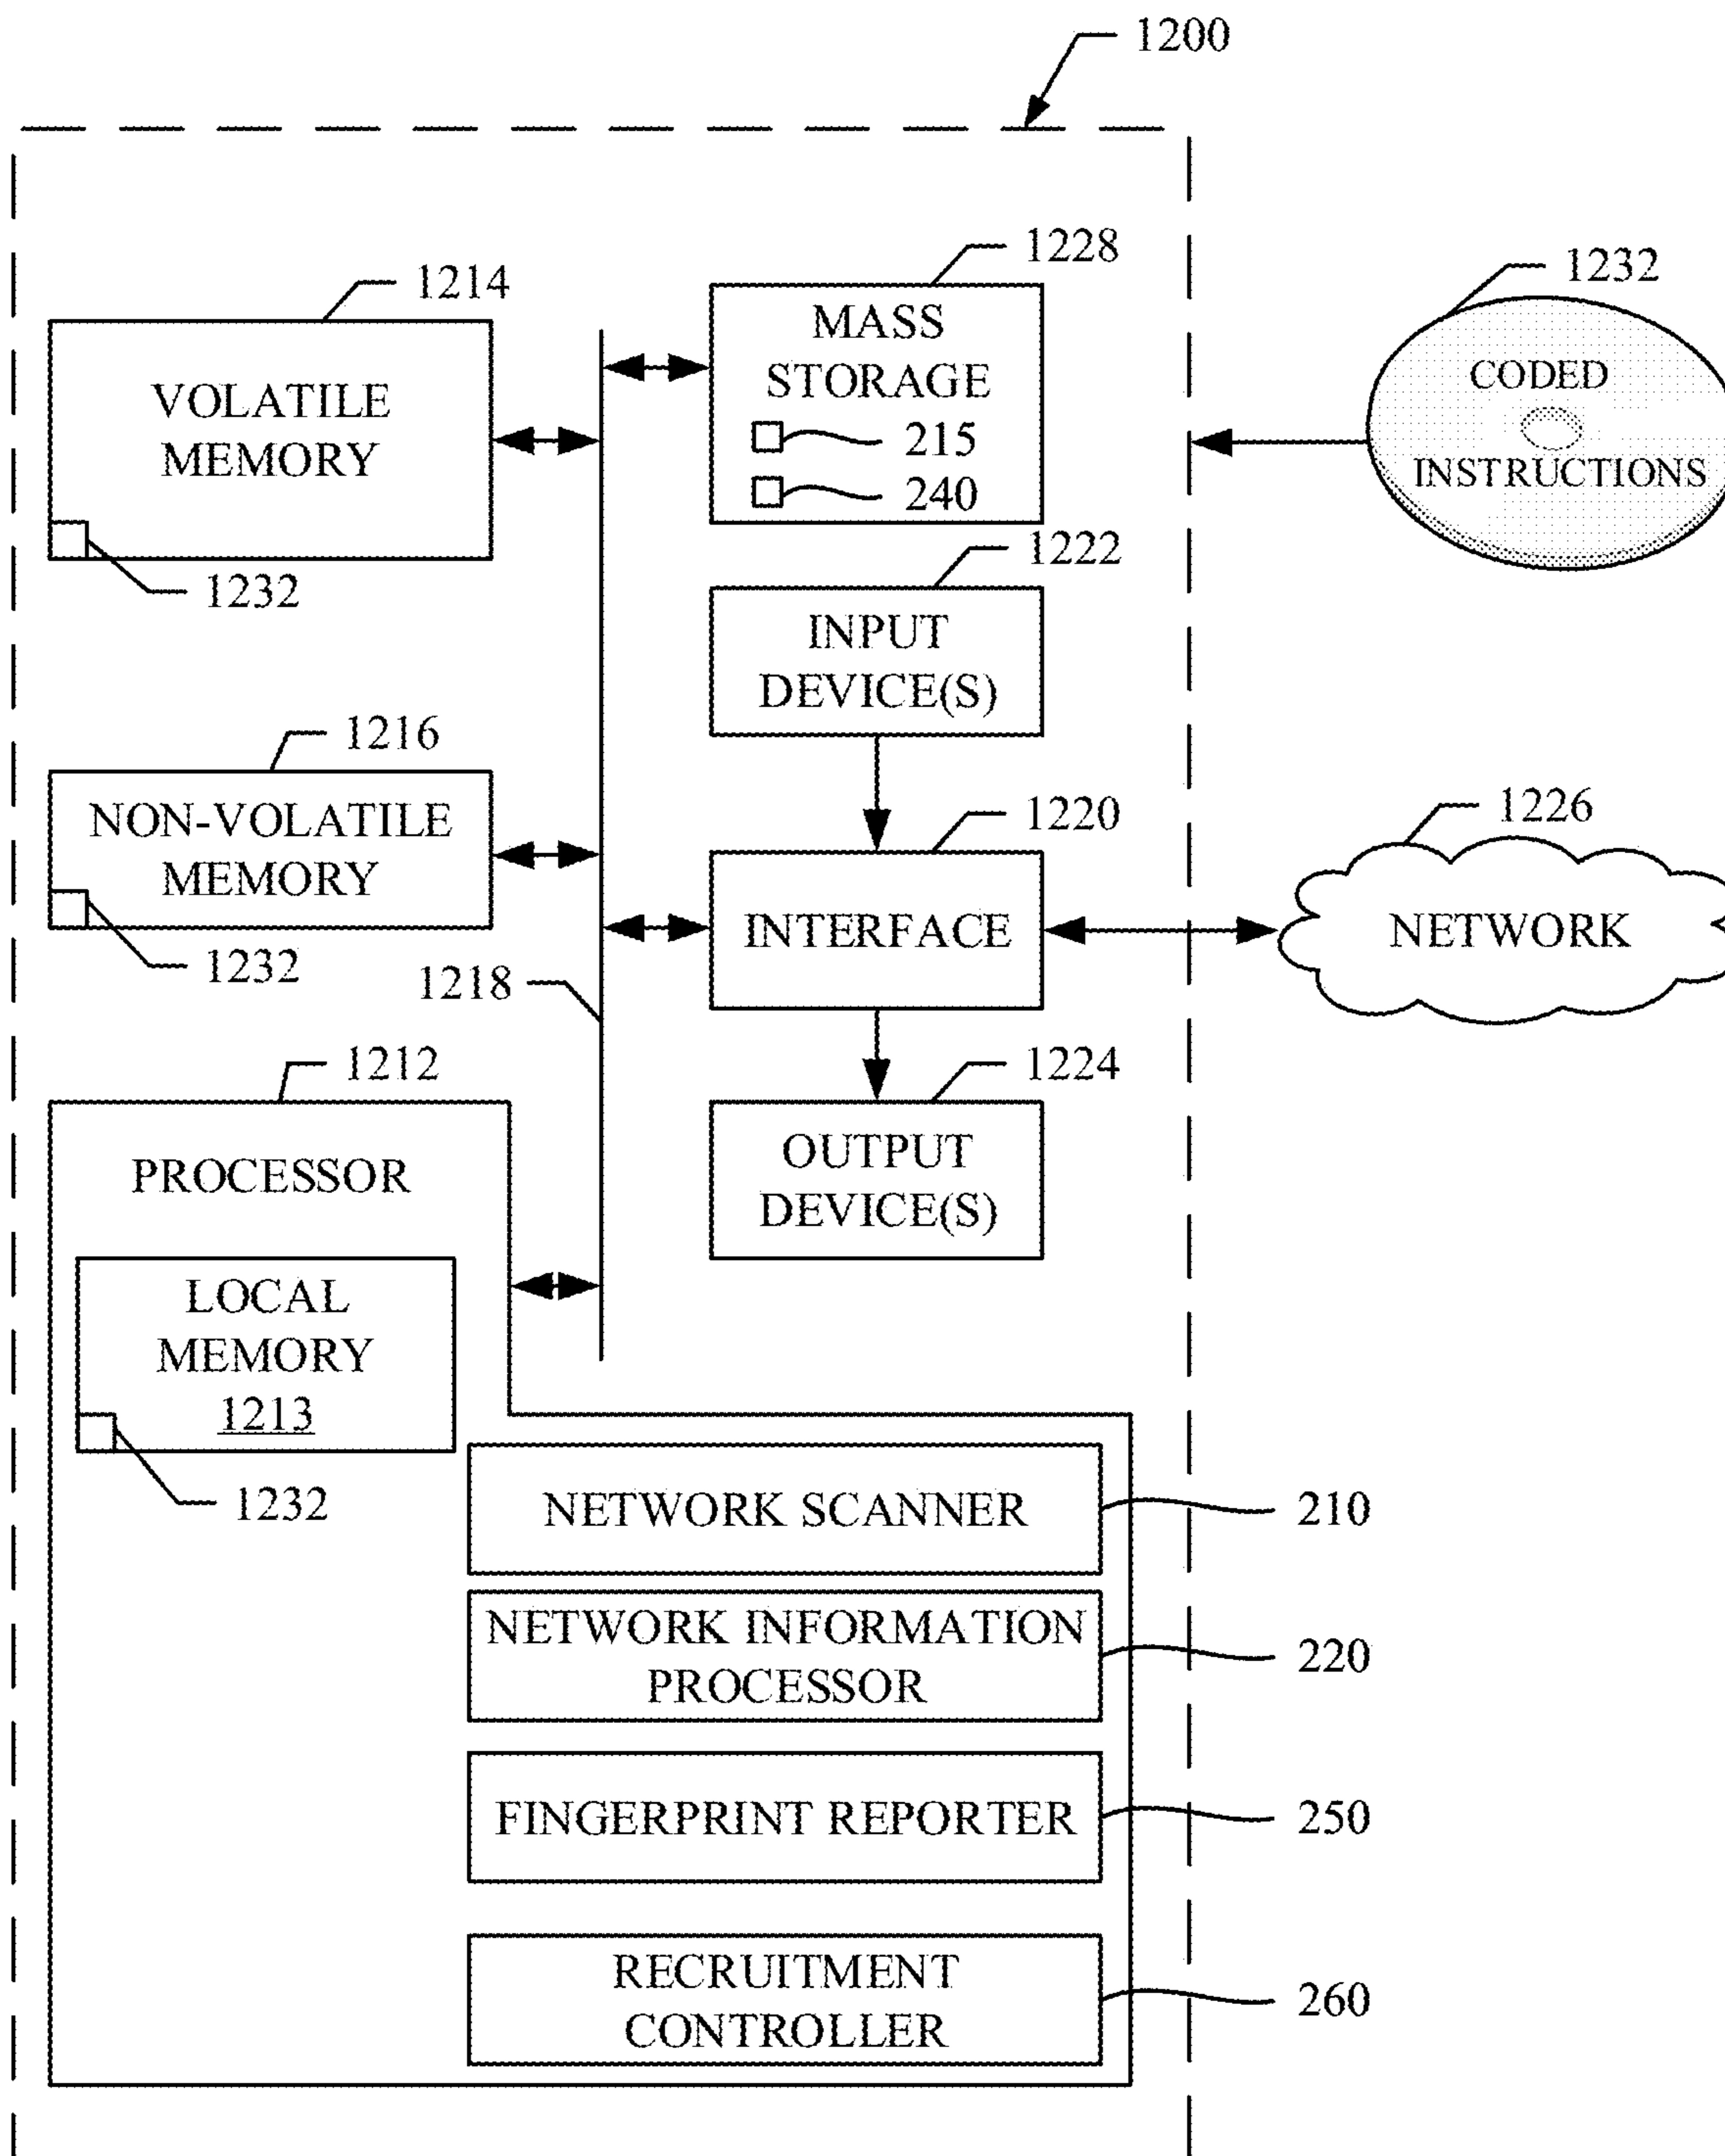 1200
1228
1214
1232
MASS
STORAGE
215
240
VOLATILE
MEMORY
1232
CODED
INSTRUCTIONS
1222
INPUT
DEVICE(S)
1216
NON-VOLATILE
MEMORY
1232
1220
INTERFACE
1226
NETWORK
1218
1212
1224
OUTPUT
DEVICE(S)
PROCESSOR
LOCAL
MEMORY
1213
1232
NETWORK SCANNER
210
NETWORK INFORMATION
PROCESSOR
220
FINGERPRINT REPORTER
250
RECRUITMENT
CONTROLLER
260